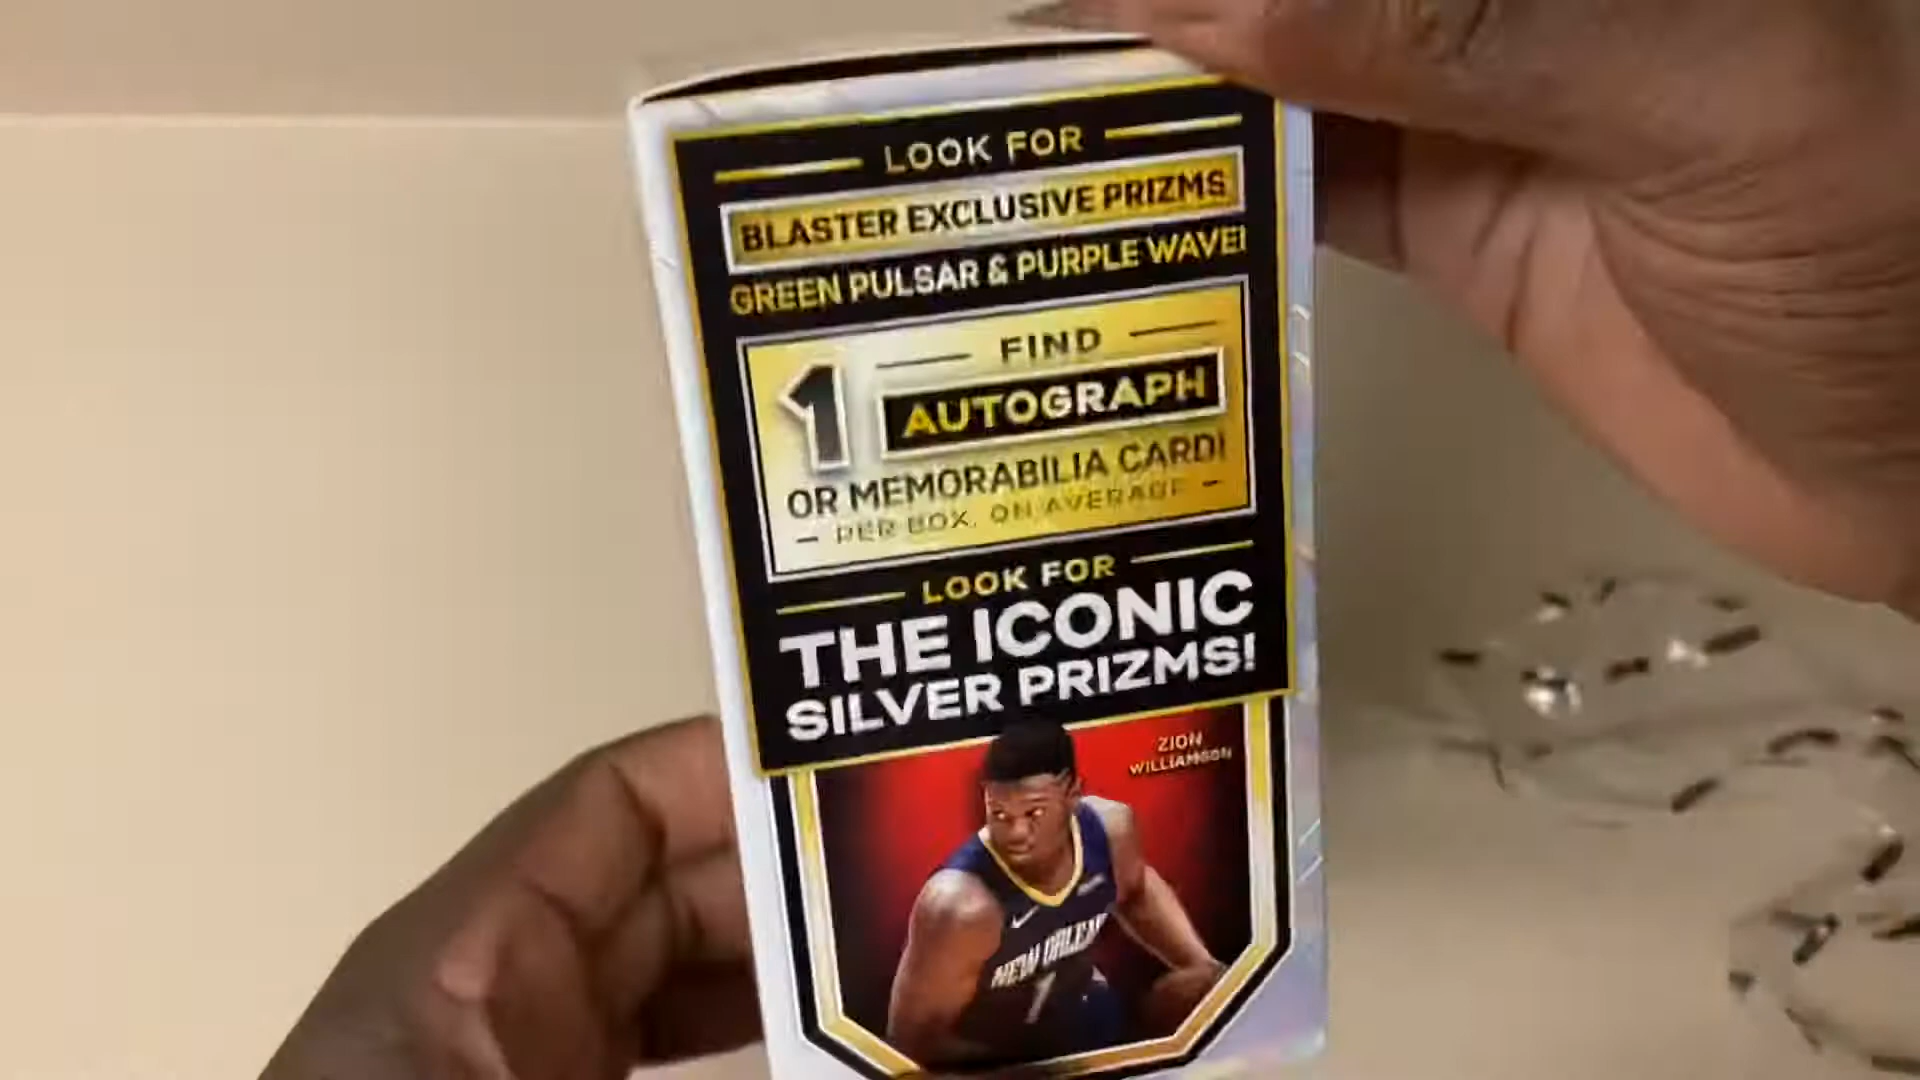 LOOK FOR
BLASTER EXCLUSIVE PRIZMS
GREEN PULSAR & PURPLE WAVE!
1 FIND
AUTOGRAPH
OR MEMORABILIA CARD!
PER BOX, ON AVERAGE
LOOK FOR
THE ICONIC
SILVER PRIZMS!
ZION
WILLIAMSON
NEW ORLEAN
1